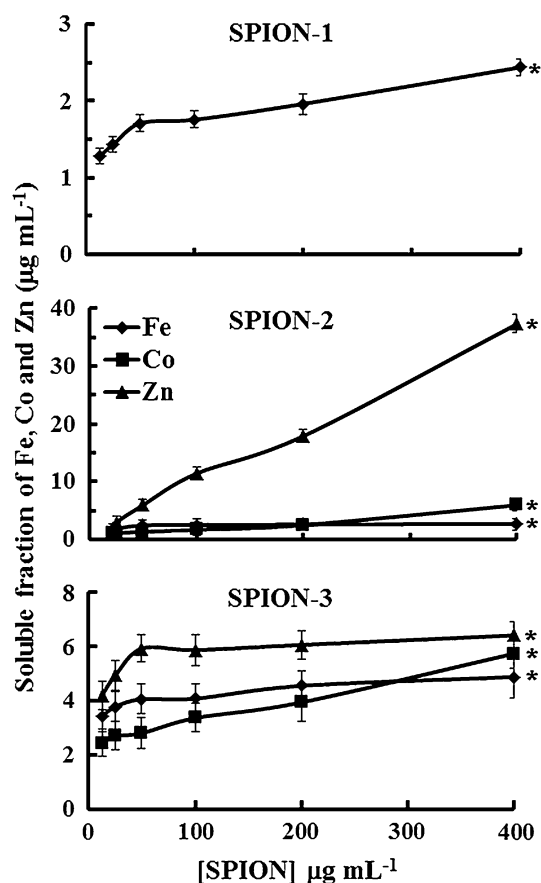 Soluble fraction of Fe, Co and Zn (µg mL⁻¹)
SPION-1
3
2
1
0
*
SPION-2
40
30
20
10
0
Fe
Co
Zn
*
*
*
SPION-3
8
6
4
2
0
*
*
*
0 100 200 300 400
[SPION] µg mL⁻¹